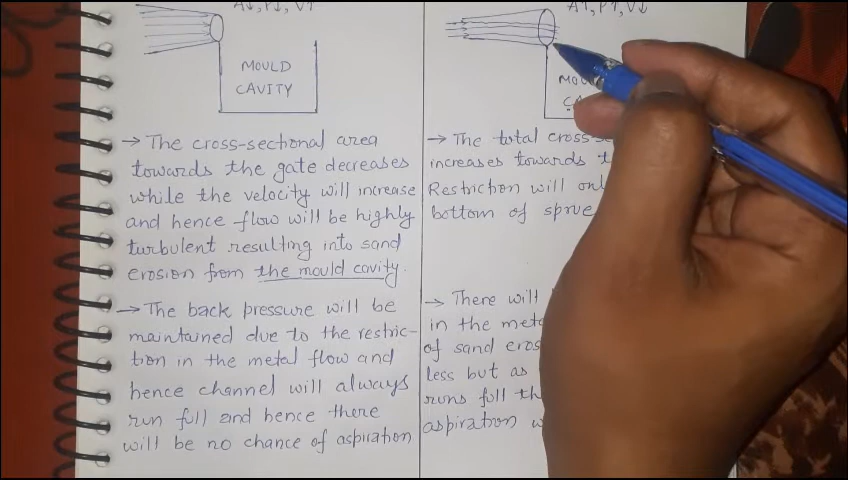 A↓, P↓, V↑
MOULD
CAVITY
→ The cross-sectional area
towards the gate decreases
while the velocity will increase
and hence flow will be highly
turbulent resulting into sand
erosion from the mould cavity.
→ The back pressure will be
maintained due to the restric-
tion in the metal flow and
hence channel will always
run full and hence there
will be no chance of aspiration
A↑, P↑, V↓
→ The total cross-
increases towards
Restriction will
bottom of sprue
→ There will
in the
of sand
less but as
runs full
aspiration